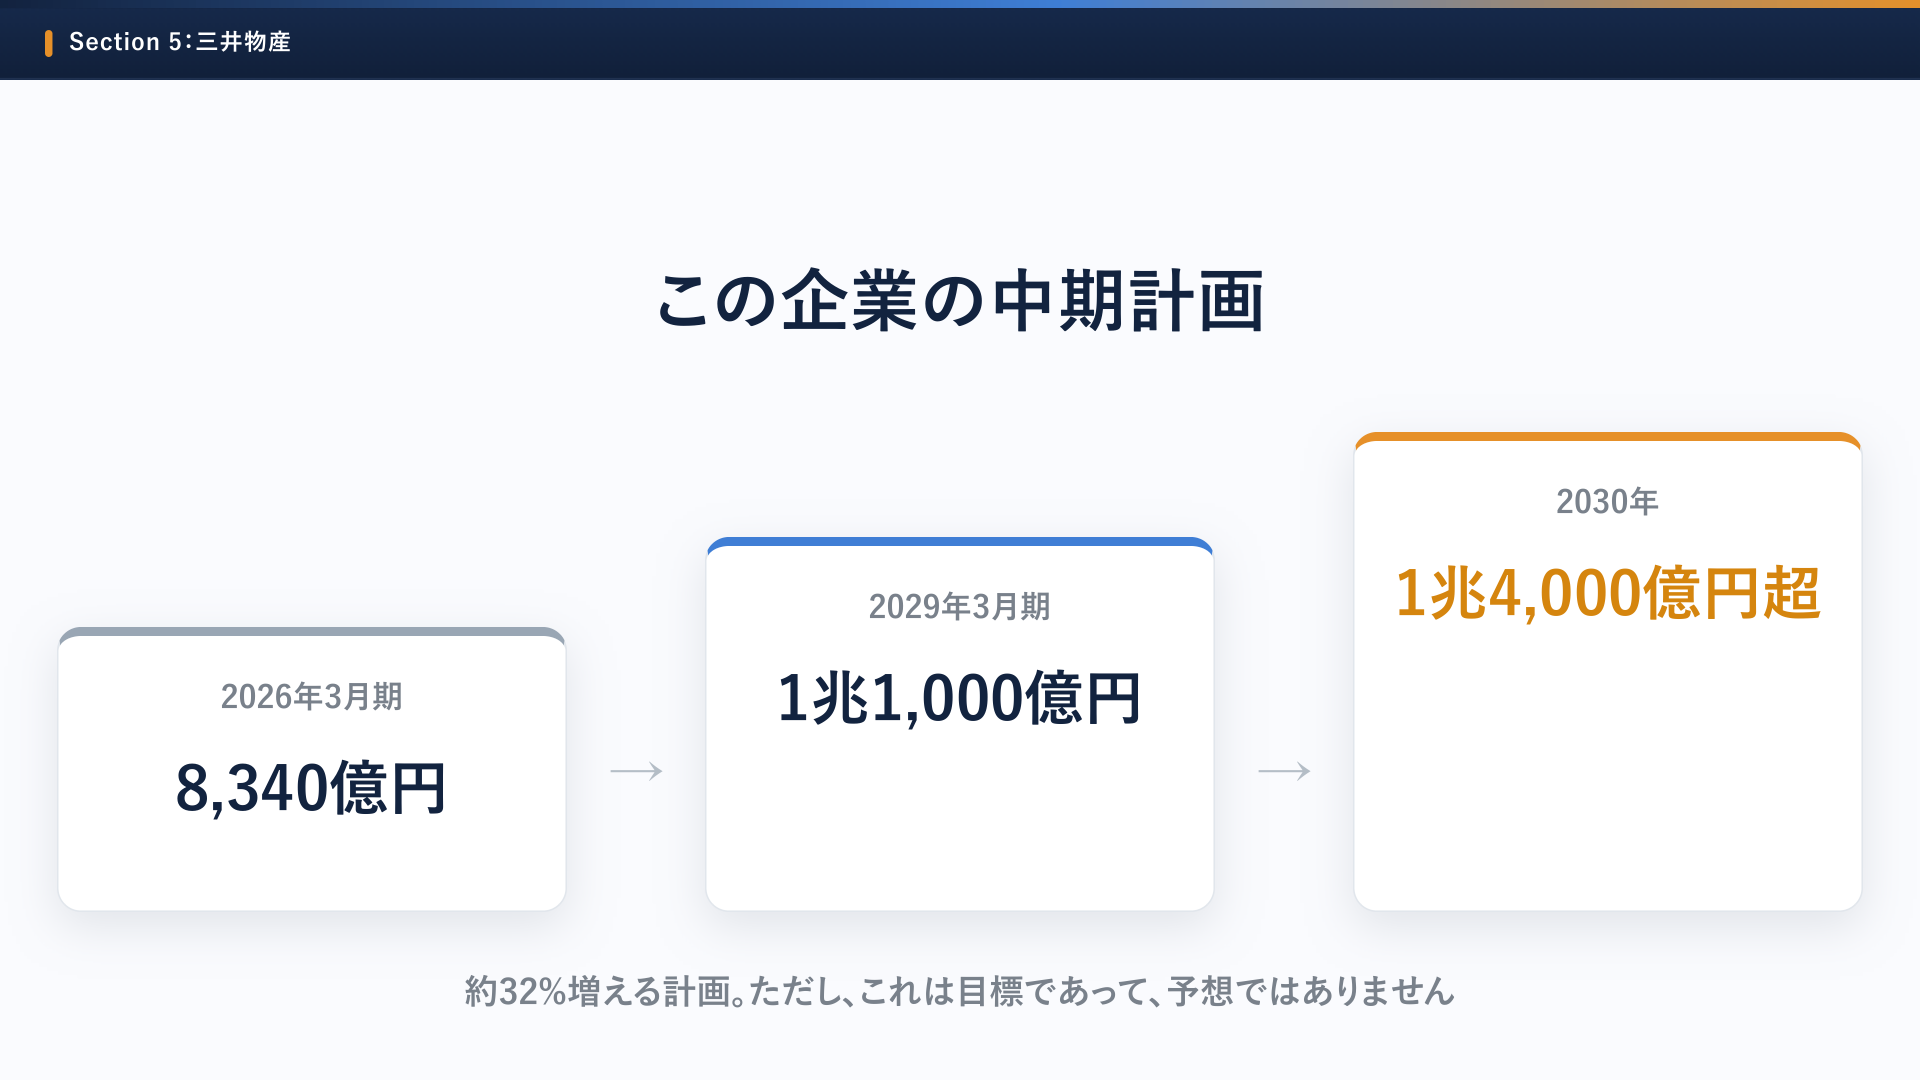 Section 5：三井物産
この企業の中期計画
2026年3月期
8,340億円
→
2029年3月期
1兆1,000億円
→
2030年
1兆4,000億円超
約32%増える計画。ただし、これは目標であって、予想ではありません